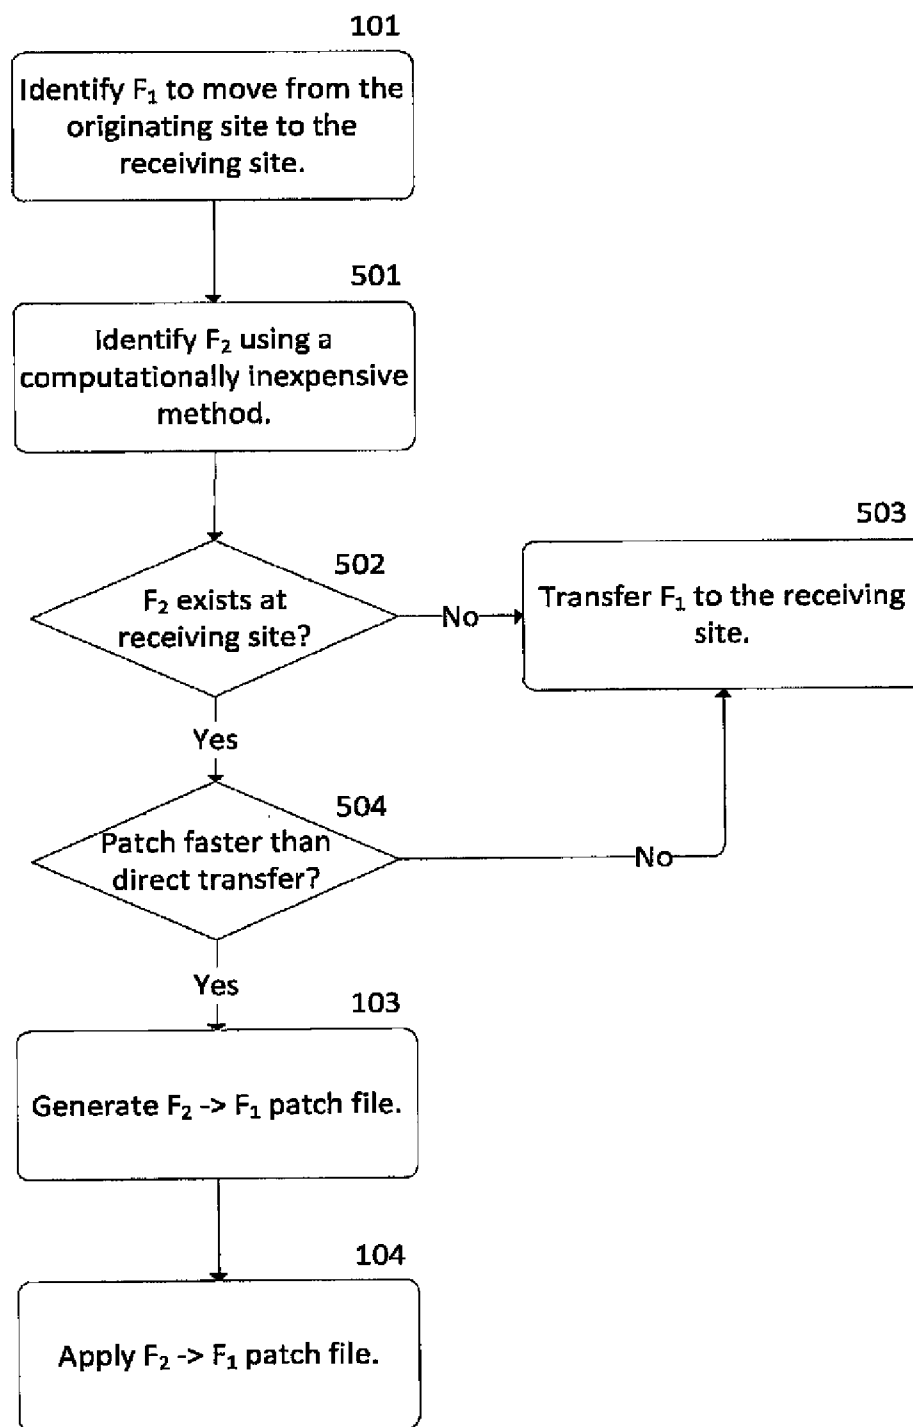 101
Identify F₁ to move from the
originating site to the
receiving site.
501
Identify F₂ using a
computationally inexpensive
method.
502
F₂ exists at
receiving site?
No
503
Transfer F₁ to the receiving
site.
Yes
504
Patch faster than
direct transfer?
No
Yes
103
Generate F₂ -> F₁ patch file.
104
Apply F₂ -> F₁ patch file.